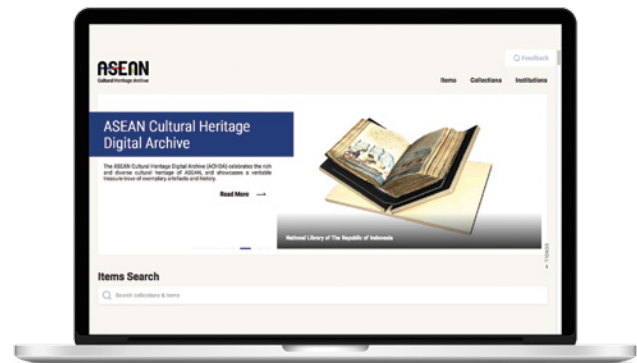 Feedback
ASEAN
Cultural Heritage Archive
Items Collections Institutions
ASEAN Cultural Heritage
Digital Archive
The ASEAN Cultural Heritage Digital Archive (ACHDA) celebrates the rich
and diverse cultural heritage of ASEAN, and showcases a veritable
treasure trove of exemplary artefacts and history.
Read More
National Library of The Republic of Indonesia
SCROLL
Items Search
Search collections & items